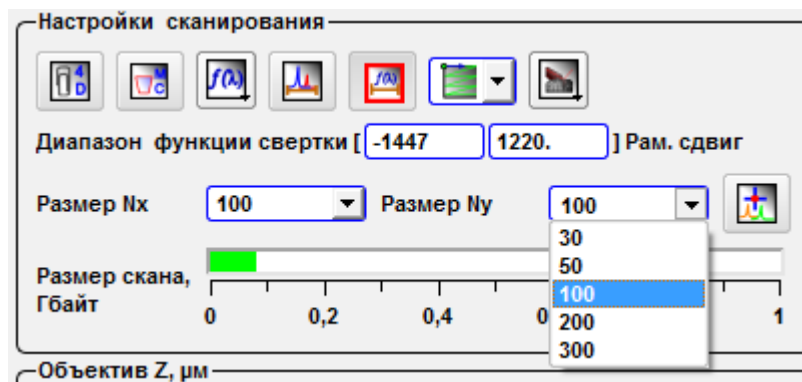 Настройки сканирования
4 D M C f(λ) f(λ)
Диапазон функции свертки [ -1447 1220. ] Рам. сдвиг
Размер Nx 100 Размер Ny 100
30
50
100
200
300
Размер скана,
Гбайт
0 0,2 0,4 0 1
Объектив Z, µм